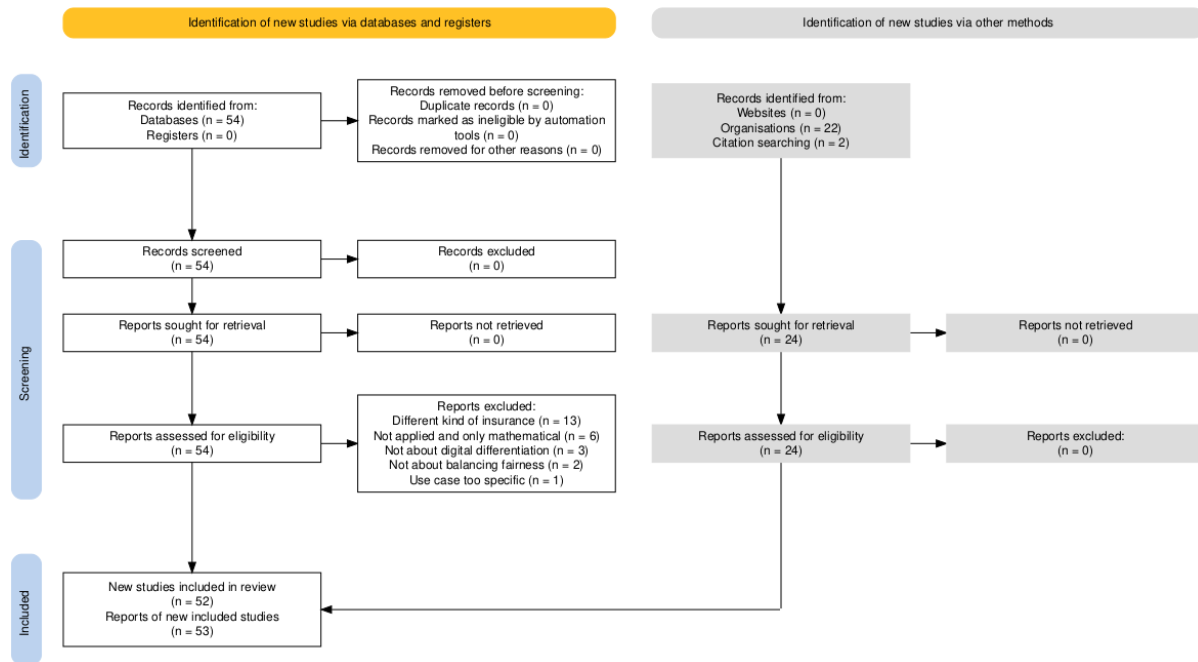 Identification of new studies via databases and registers
Identification of new studies via other methods
Identification
Records identified from:
Databases (n = 54)
Registers (n = 0)
Records removed before screening:
Duplicate records (n = 0)
Records marked as ineligible by automation
tools (n = 0)
Records removed for other reasons (n = 0)
Records identified from:
Websites (n = 0)
Organisations (n = 22)
Citation searching (n = 2)
Screening
Records screened
(n = 54)
Records excluded
(n = 0)
Reports sought for retrieval
(n = 54)
Reports not retrieved
(n = 0)
Reports sought for retrieval
(n = 24)
Reports not retrieved
(n = 0)
Reports assessed for eligibility
(n = 54)
Reports excluded:
Different kind of insurance (n = 13)
Not applied and only mathematical (n = 6)
Not about digital differentiation (n = 3)
Not about balancing fairness (n = 2)
Use case too specific (n = 1)
Reports assessed for eligibility
(n = 24)
Reports excluded:
(n = 0)
Included
New studies included in review
(n = 52)
Reports of new included studies
(n = 53)